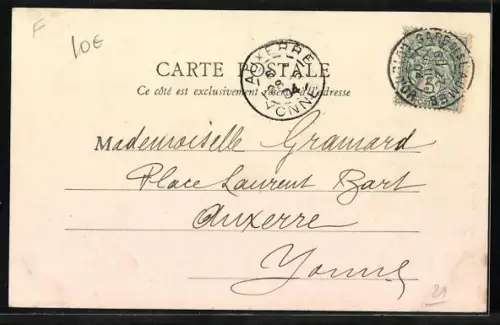 F
10€
CARTE POSTALE
Ce côté est exclusivement réservé à l'adresse
AUXERRE
YONNE
5
M
Mademoiselle Gramard
Place Laurent Bart
Auxerre
Yonne
21